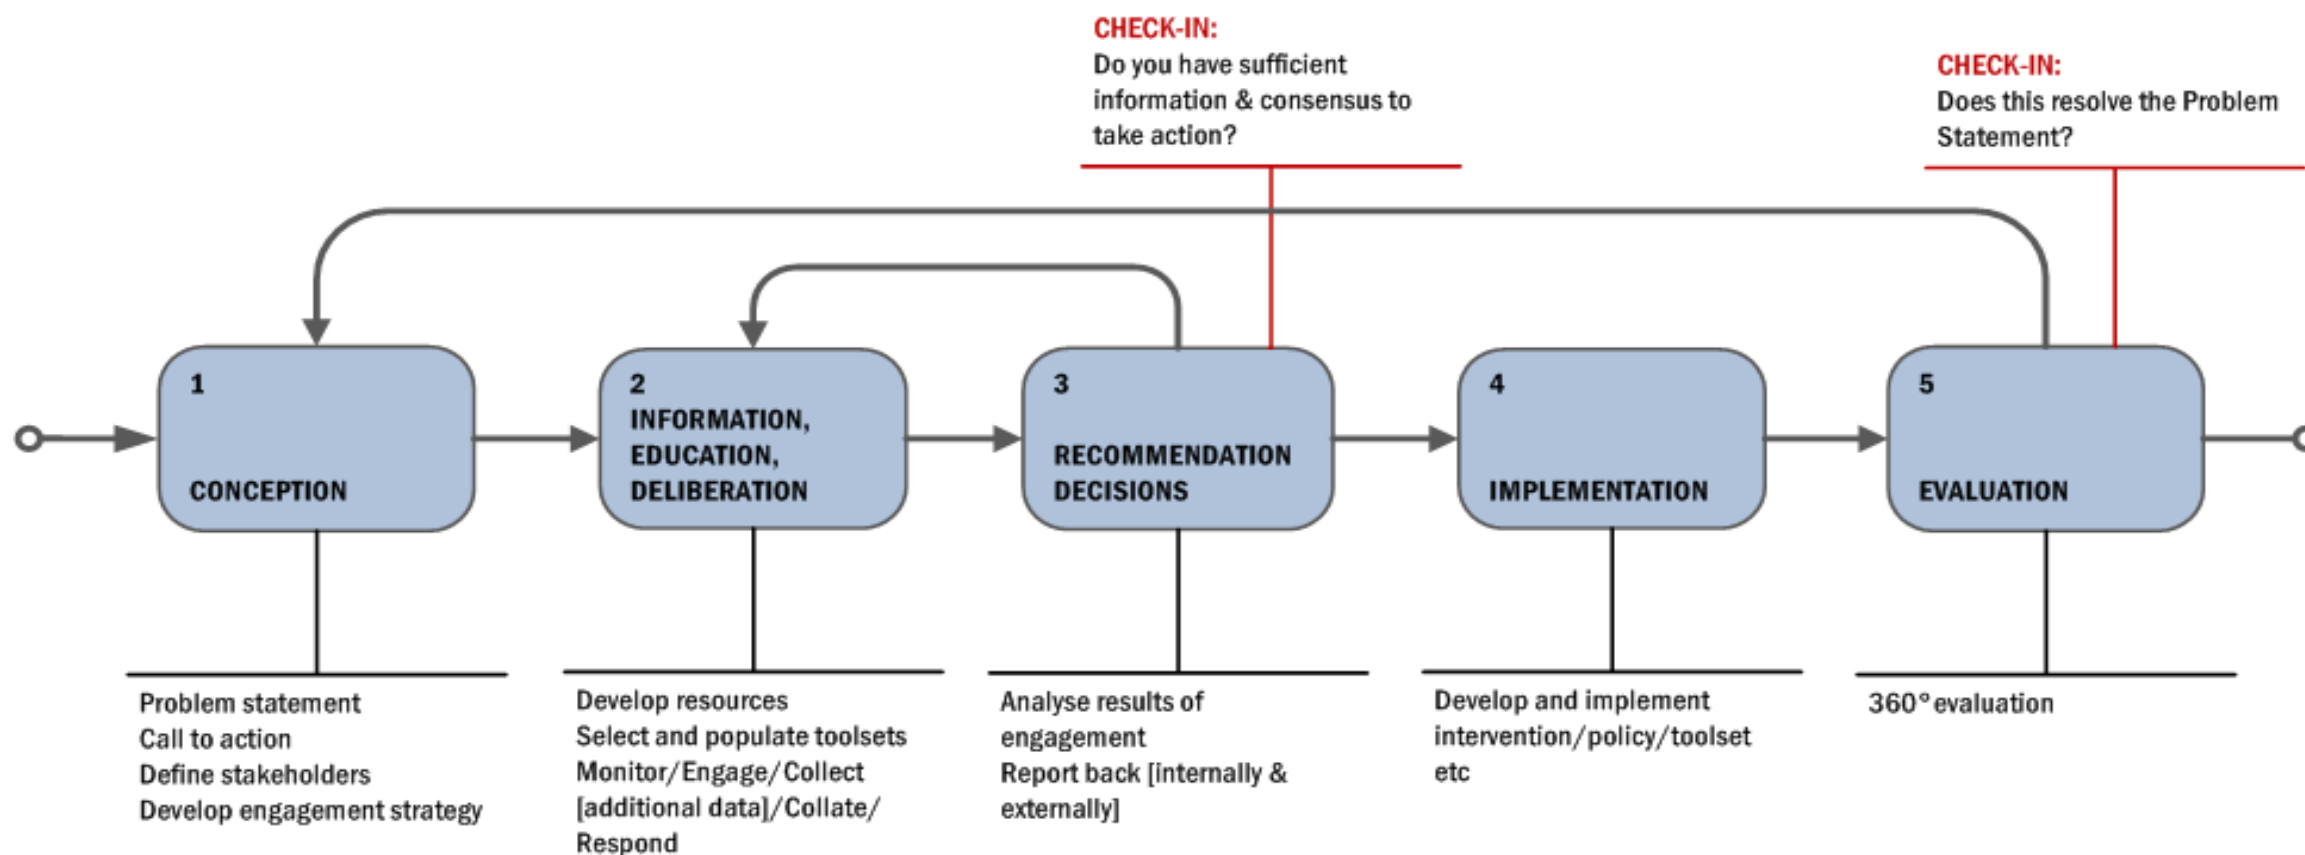 CHECK-IN:
Do you have sufficient
information & consensus to
take action?
CHECK-IN:
Does this resolve the Problem
Statement?
1
CONCEPTION
2
INFORMATION,
EDUCATION,
DELIBERATION
3
RECOMMENDATION
DECISIONS
4
IMPLEMENTATION
5
EVALUATION
Problem statement
Call to action
Define stakeholders
Develop engagement strategy
Develop resources
Select and populate toolsets
Monitor/Engage/Collect
[additional data]/Collate/
Respond
Analyse results of
engagement
Report back [internally &
externally]
Develop and implement
intervention/policy/toolset
etc
360° evaluation